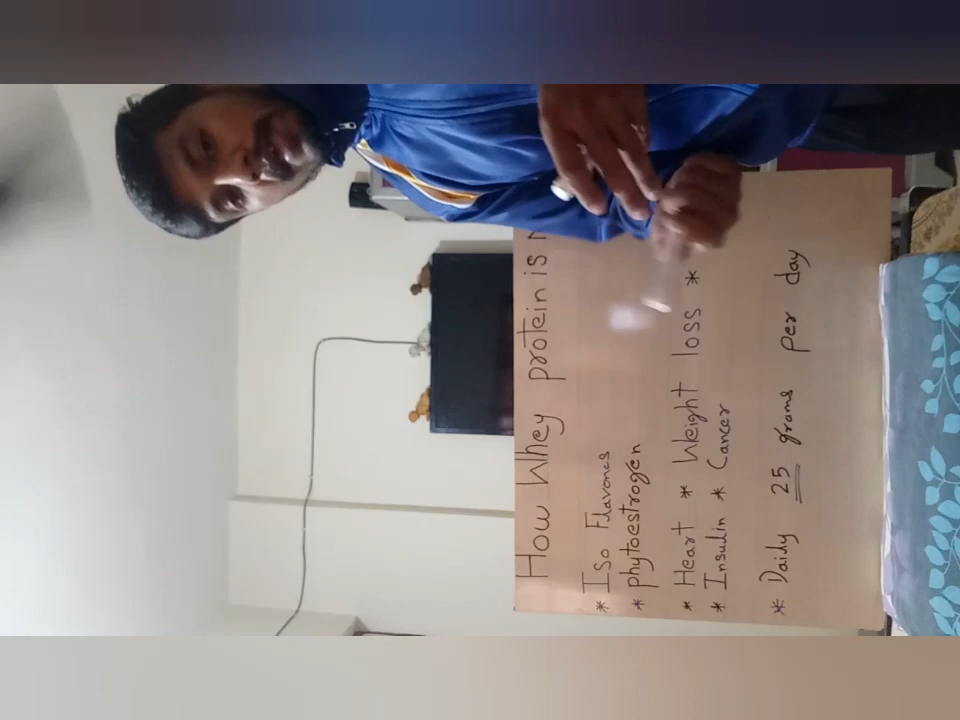 How Whey protein is
* Iso Flavones
* phytoestrogen
* Heart * Weight loss *
* Insulin * Cancer
* Daily 25 grams per day